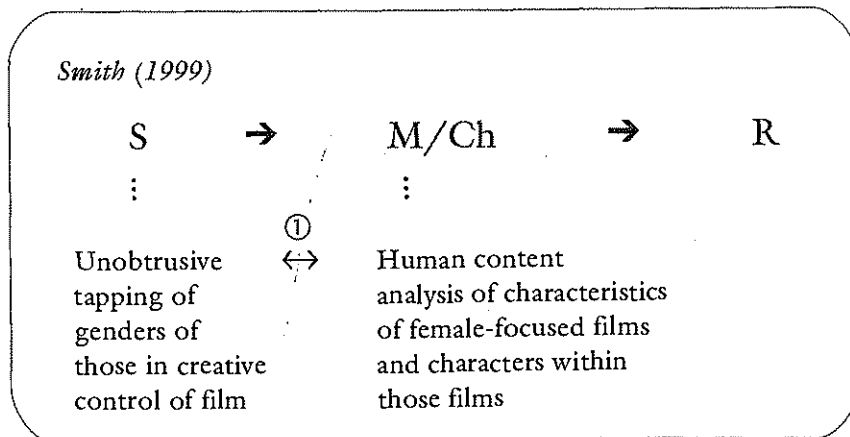 Smith (1999)
S → M/Ch → R
⋮ ⋮
①
Unobtrusive ↔ Human content
tapping of analysis of characteristics
genders of of female-focused films
those in creative and characters within
control of film those films